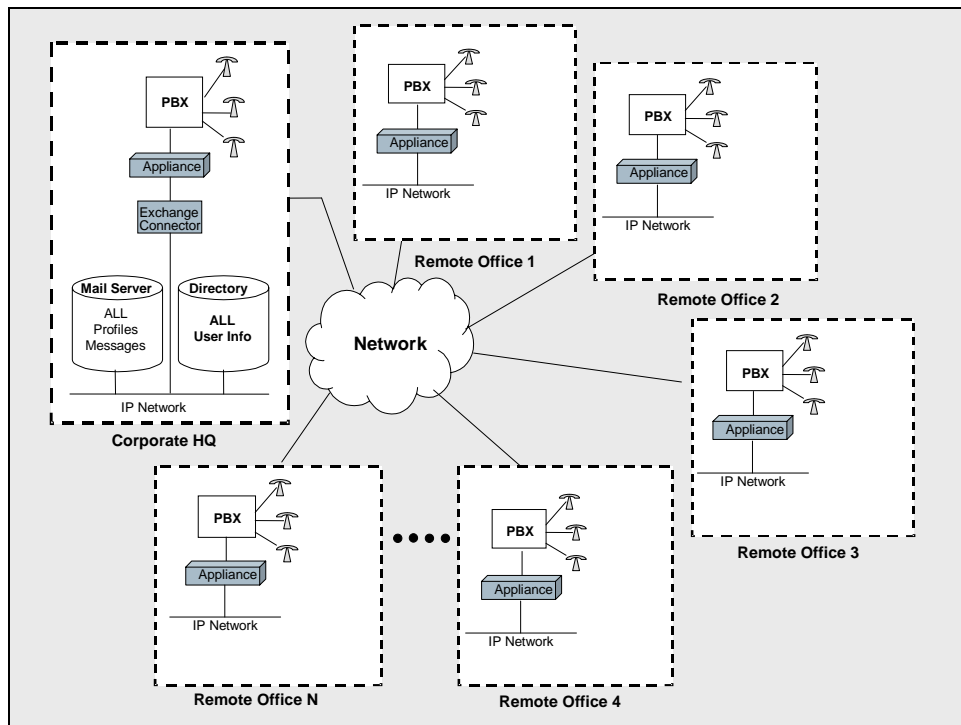 PBX
Appliance
Exchange
Connector
Mail Server
ALL
Profiles
Messages
Directory
ALL
User Info
IP Network
Corporate HQ
PBX
Appliance
IP Network
Remote Office 1
PBX
Appliance
IP Network
Remote Office 2
Network
PBX
Appliance
IP Network
Remote Office 3
PBX
Appliance
IP Network
Remote Office N
PBX
Appliance
IP Network
Remote Office 4